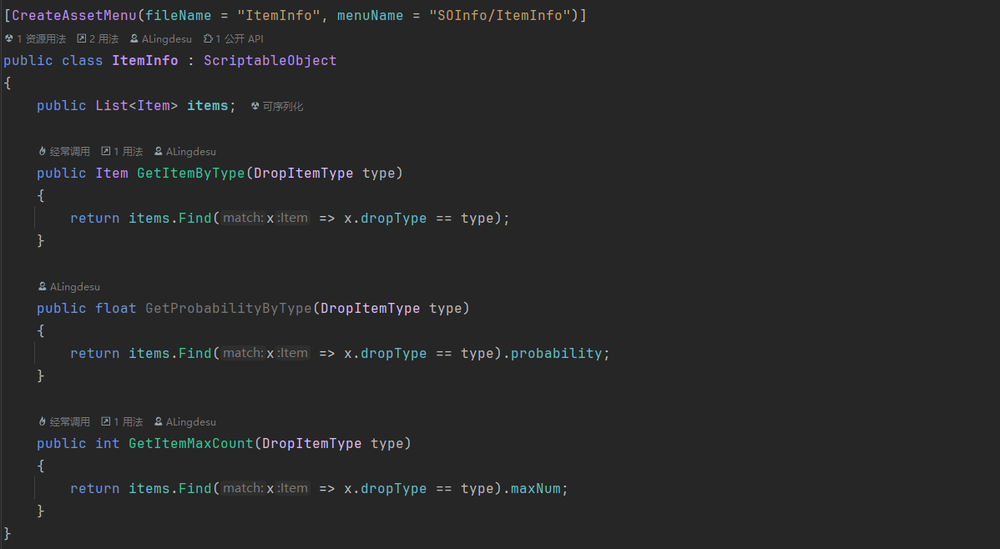 [CreateAssetMenu(fileName = "ItemInfo", menuName = "SOInfo/ItemInfo")]
1 资源用法 2 用法 ALingdesu 1 公开 API
public class ItemInfo : ScriptableObject
{
    public List<Item> items; 可序列化
    经常调用 1 用法 ALingdesu
    public Item GetItemByType(DropItemType type)
    {
        return items.Find(match: x :Item => x.dropType == type);
    }
    ALingdesu
    public float GetProbabilityByType(DropItemType type)
    {
        return items.Find(match: x :Item => x.dropType == type).probability;
    }
    经常调用 1 用法 ALingdesu
    public int GetItemMaxCount(DropItemType type)
    {
        return items.Find(match: x :Item => x.dropType == type).maxNum;
    }
}